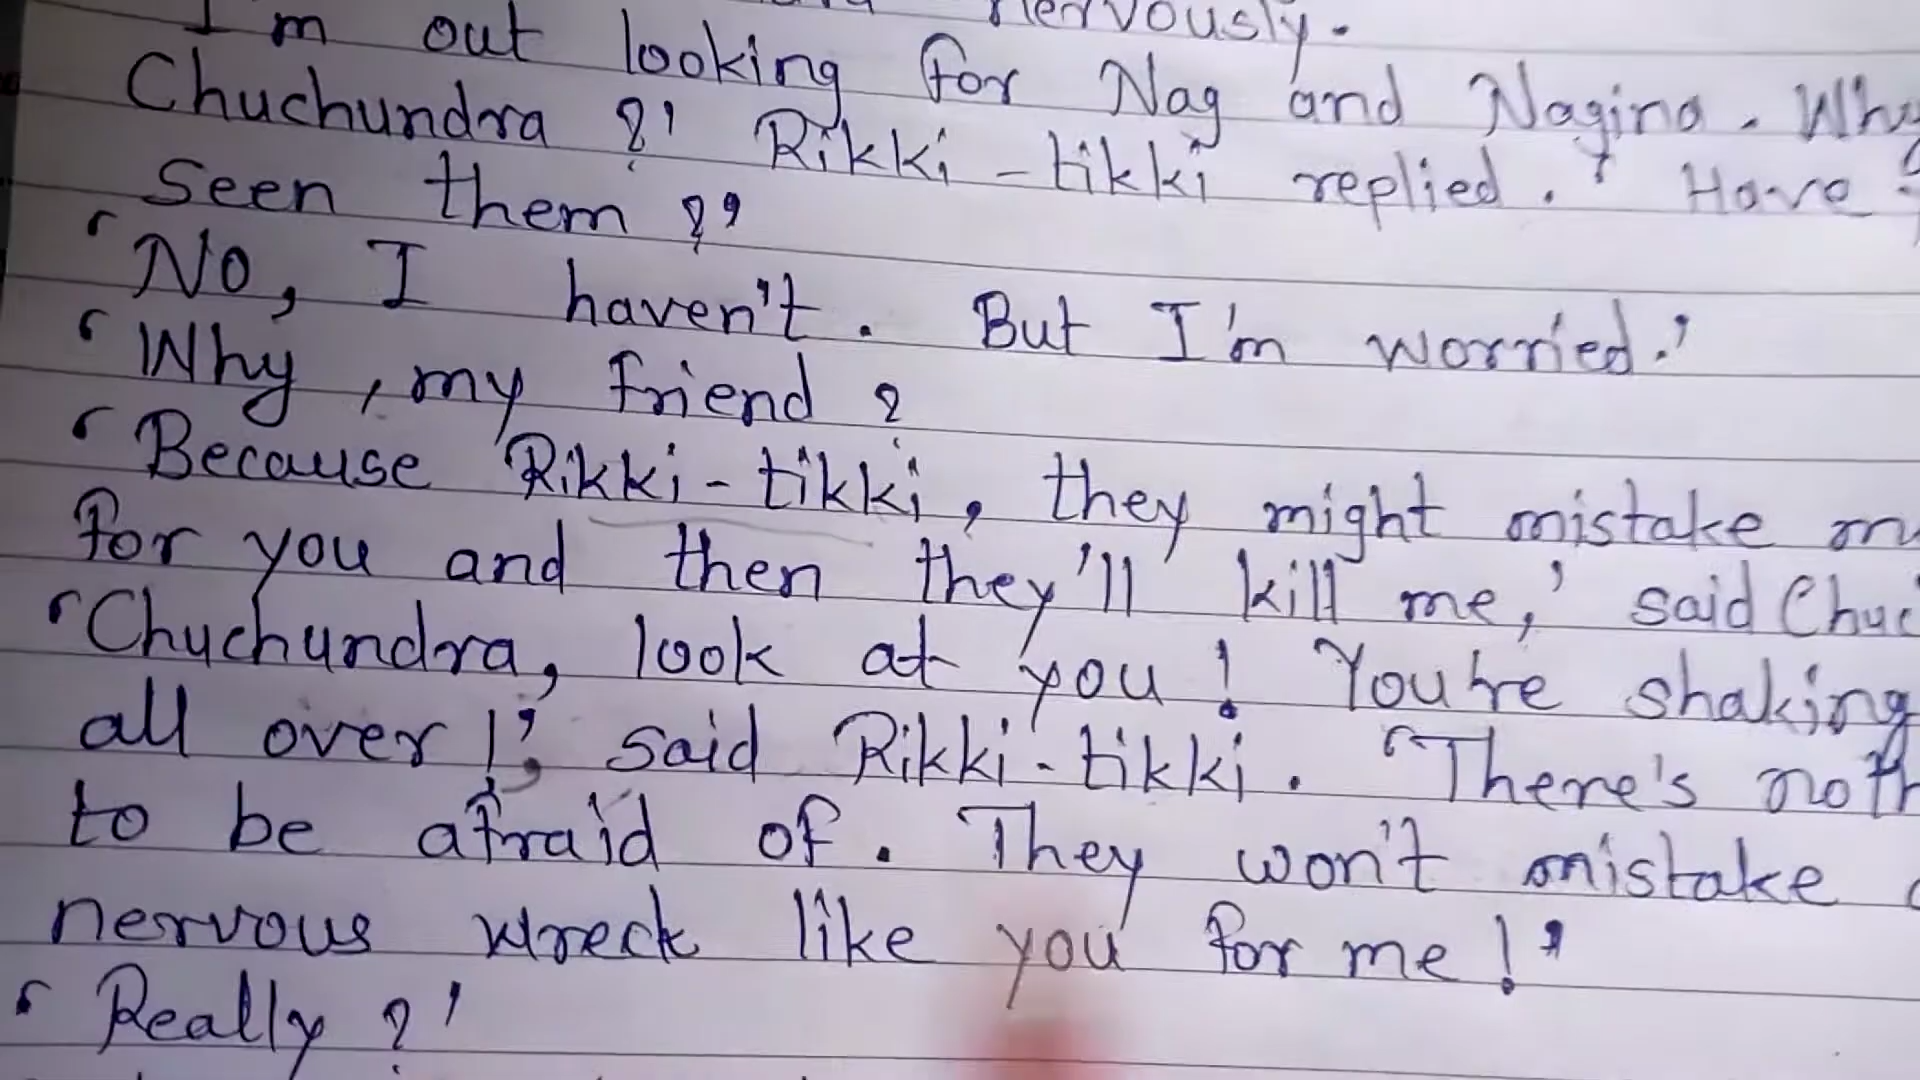 nervously.
I'm out looking for Nag and Nagina. Why
Chuchundra?' Rikki-tikki replied. ' Have
seen them?'
'No, I haven't. But I'm worried.'
'Why, my friend?
'Because Rikki-tikki, they might mistake
for you and then they'll kill me,' said Chuc
'Chuchundra, look at you! You're shaking
all over!', said Rikki-tikki. 'There's noth
to be afraid of. They won't mistake
nervous wreck like you for me!'
'Really?'